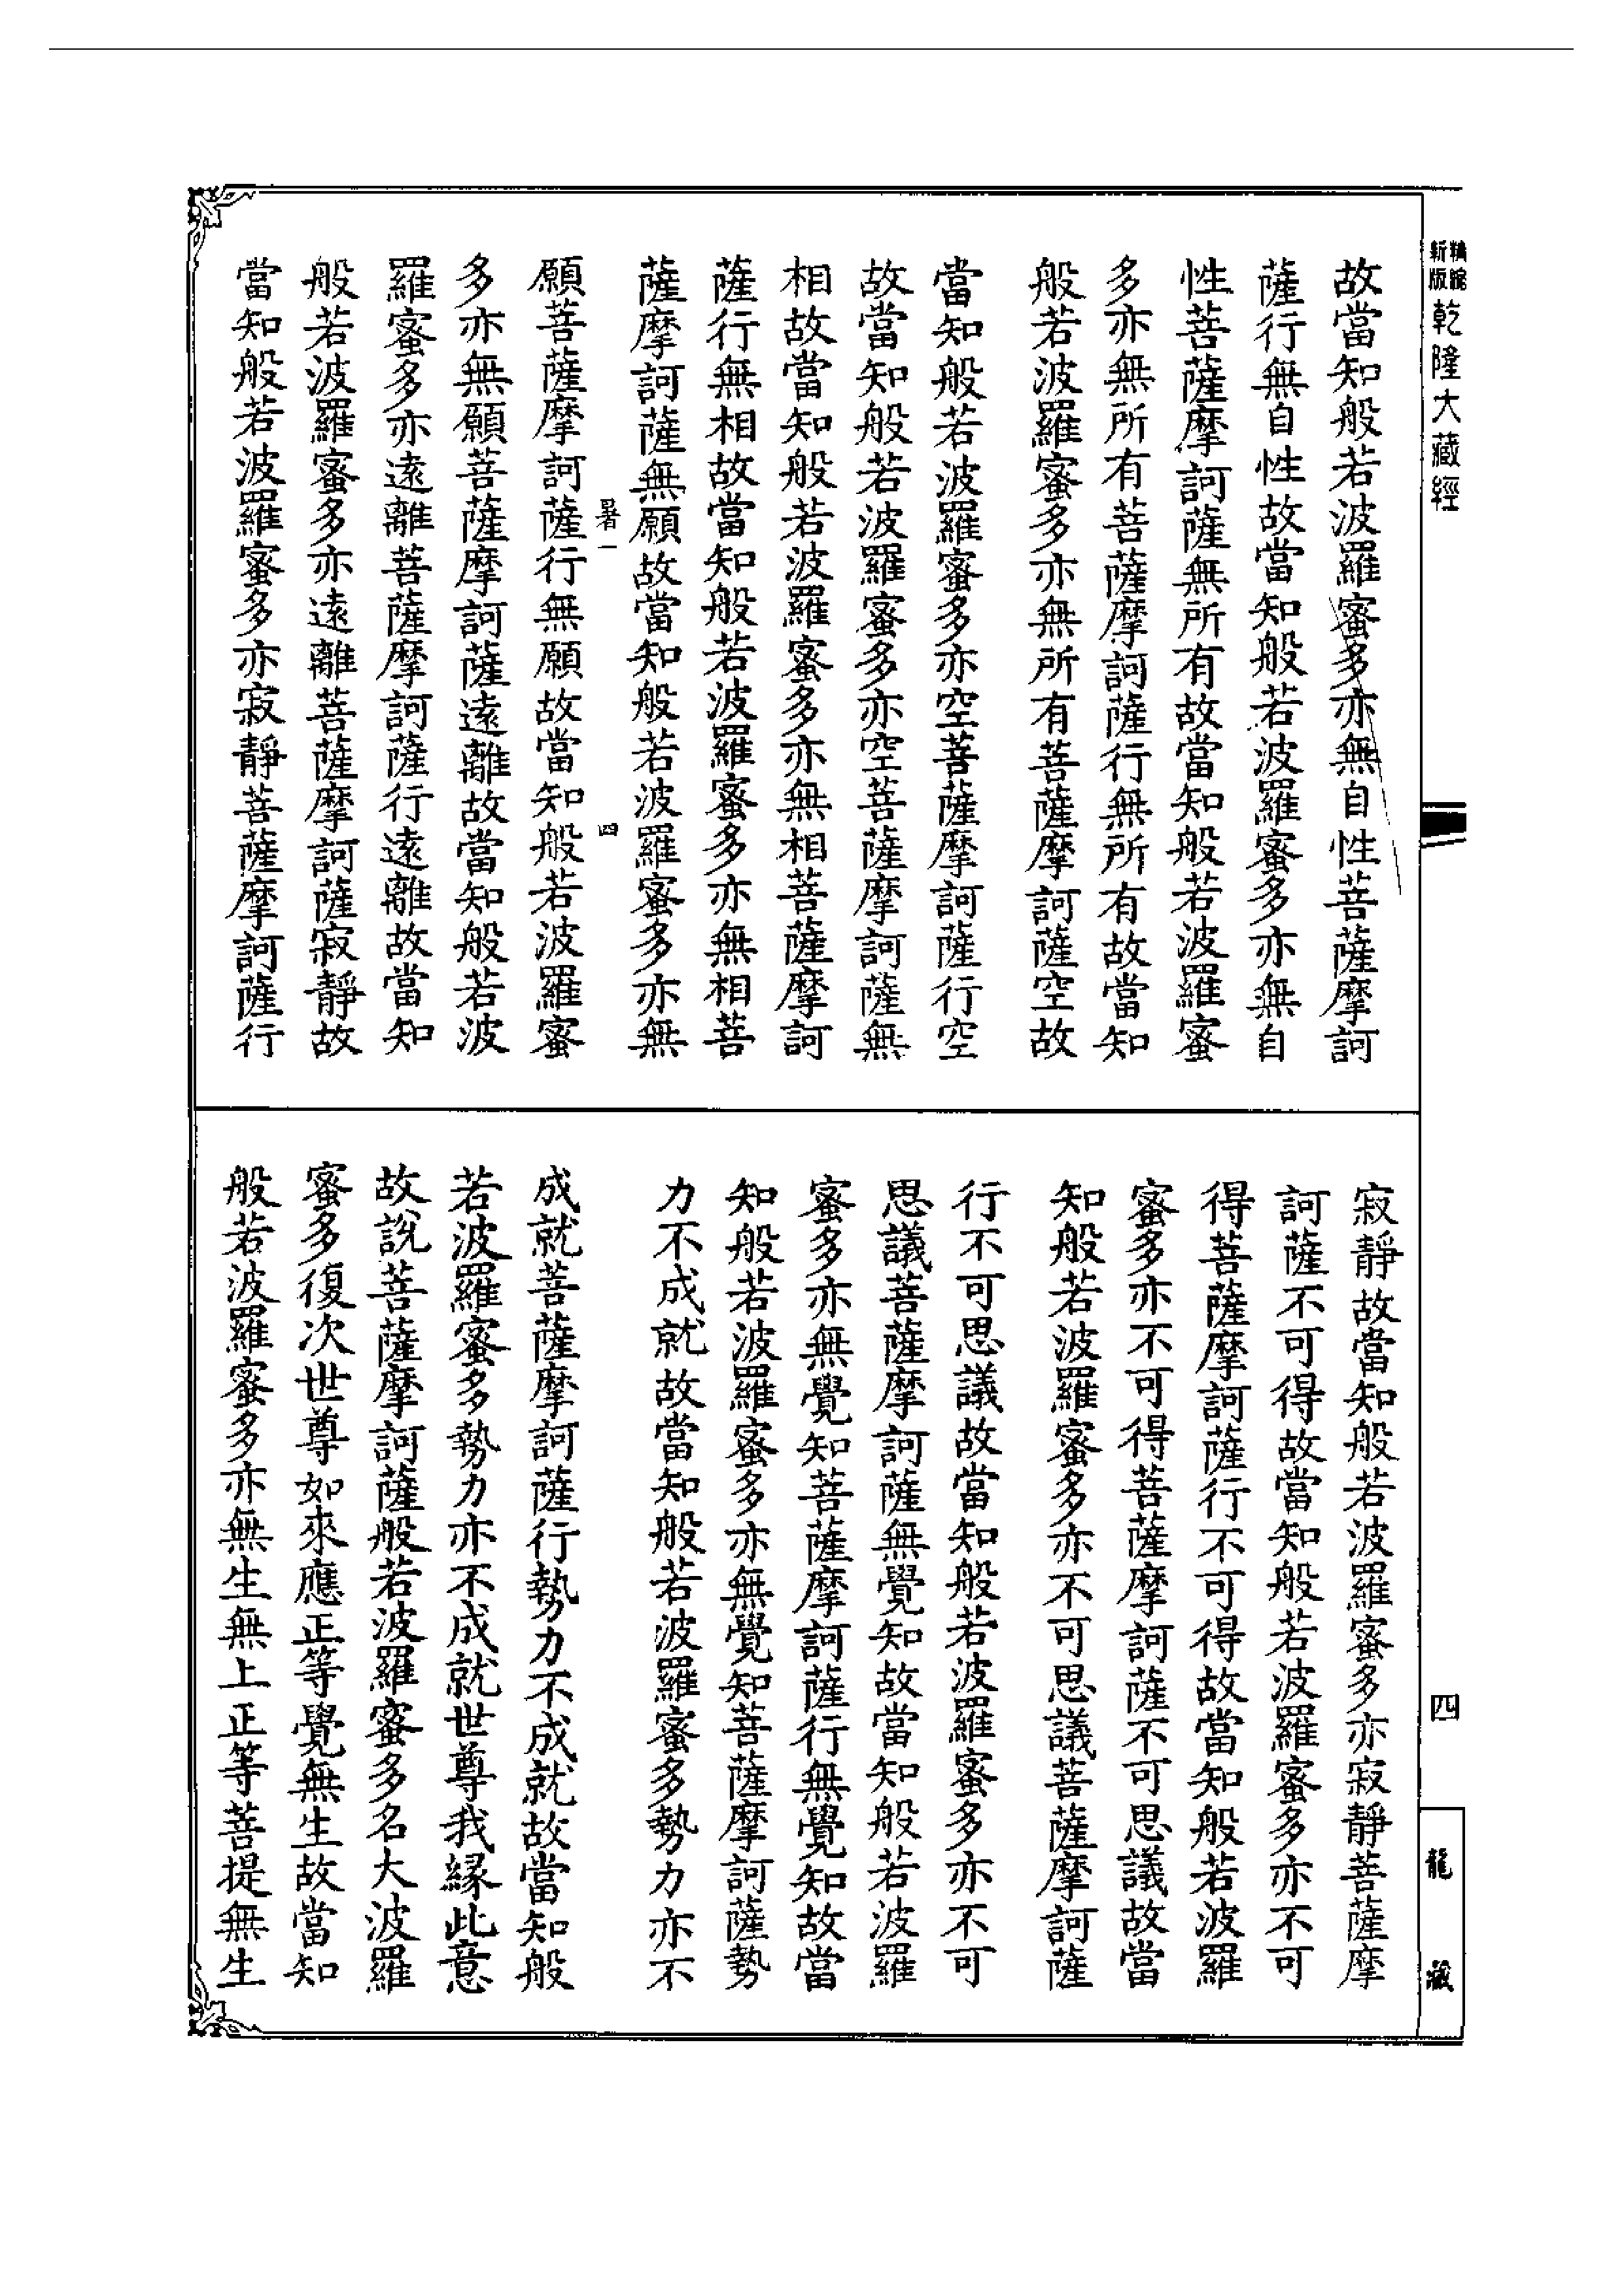 精縮新版乾隆大藏經
四
龍藏
故當知般若波羅蜜多亦無自性菩薩摩訶
薩行無自性故當知般若波羅蜜多亦無自
性菩薩摩訶薩無所有故當知般若波羅蜜
多亦無所有菩薩摩訶薩行無所有故當知
般若波羅蜜多亦無所有菩薩摩訶薩空故
當知般若波羅蜜多亦空菩薩摩訶薩行空
故當知般若波羅蜜多亦空菩薩摩訶薩無
相故當知般若波羅蜜多亦無相菩薩摩訶
薩行無相故當知般若波羅蜜多亦無相菩
薩摩訶薩無願故當知般若波羅蜜多亦無
暑一
四
願菩薩摩訶薩行無願故當知般若波羅蜜
多亦無願菩薩摩訶薩遠離故當知般若波
羅蜜多亦遠離菩薩摩訶薩行遠離故當知
般若波羅蜜多亦遠離菩薩摩訶薩寂靜故
當知般若波羅蜜多亦寂靜菩薩摩訶薩行
寂靜故當知般若波羅蜜多亦寂靜菩薩摩
訶薩不可得故當知般若波羅蜜多亦不可
得菩薩摩訶薩行不可得故當知般若波羅
蜜多亦不可得菩薩摩訶薩不可思議故當
知般若波羅蜜多亦不可思議菩薩摩訶薩
行不可思議故當知般若波羅蜜多亦不可
思議菩薩摩訶薩無覺知故當知般若波羅
蜜多亦無覺知菩薩摩訶薩行無覺知故當
知般若波羅蜜多亦無覺知菩薩摩訶薩勢
力不成就故當知般若波羅蜜多勢力亦不
成就菩薩摩訶薩行勢力不成就故當知般
若波羅蜜多勢力亦不成就世尊我緣此意
故說菩薩摩訶薩般若波羅蜜多名大波羅
蜜多復次世尊如來應正等覺無生故當知
般若波羅蜜多亦無生無上正等菩提無生